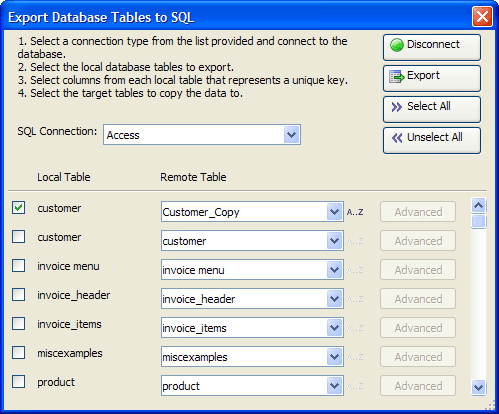 Export Database Tables to SQL
1. Select a connection type from the list provided and connect to the
database.
2. Select the local database tables to export.
3. Select columns from each local table that represents a unique key.
4. Select the target tables to copy the data to.
Disconnect
Export
Select All
Unselect All
SQL Connection: Access
Local Table Remote Table
customer Customer_Copy A..Z Advanced
customer customer A..Z Advanced
invoice menu invoice menu A..Z Advanced
invoice_header invoice_header A..Z Advanced
invoice_items invoice_items A..Z Advanced
miscexamples miscexamples A..Z Advanced
product product A..Z Advanced